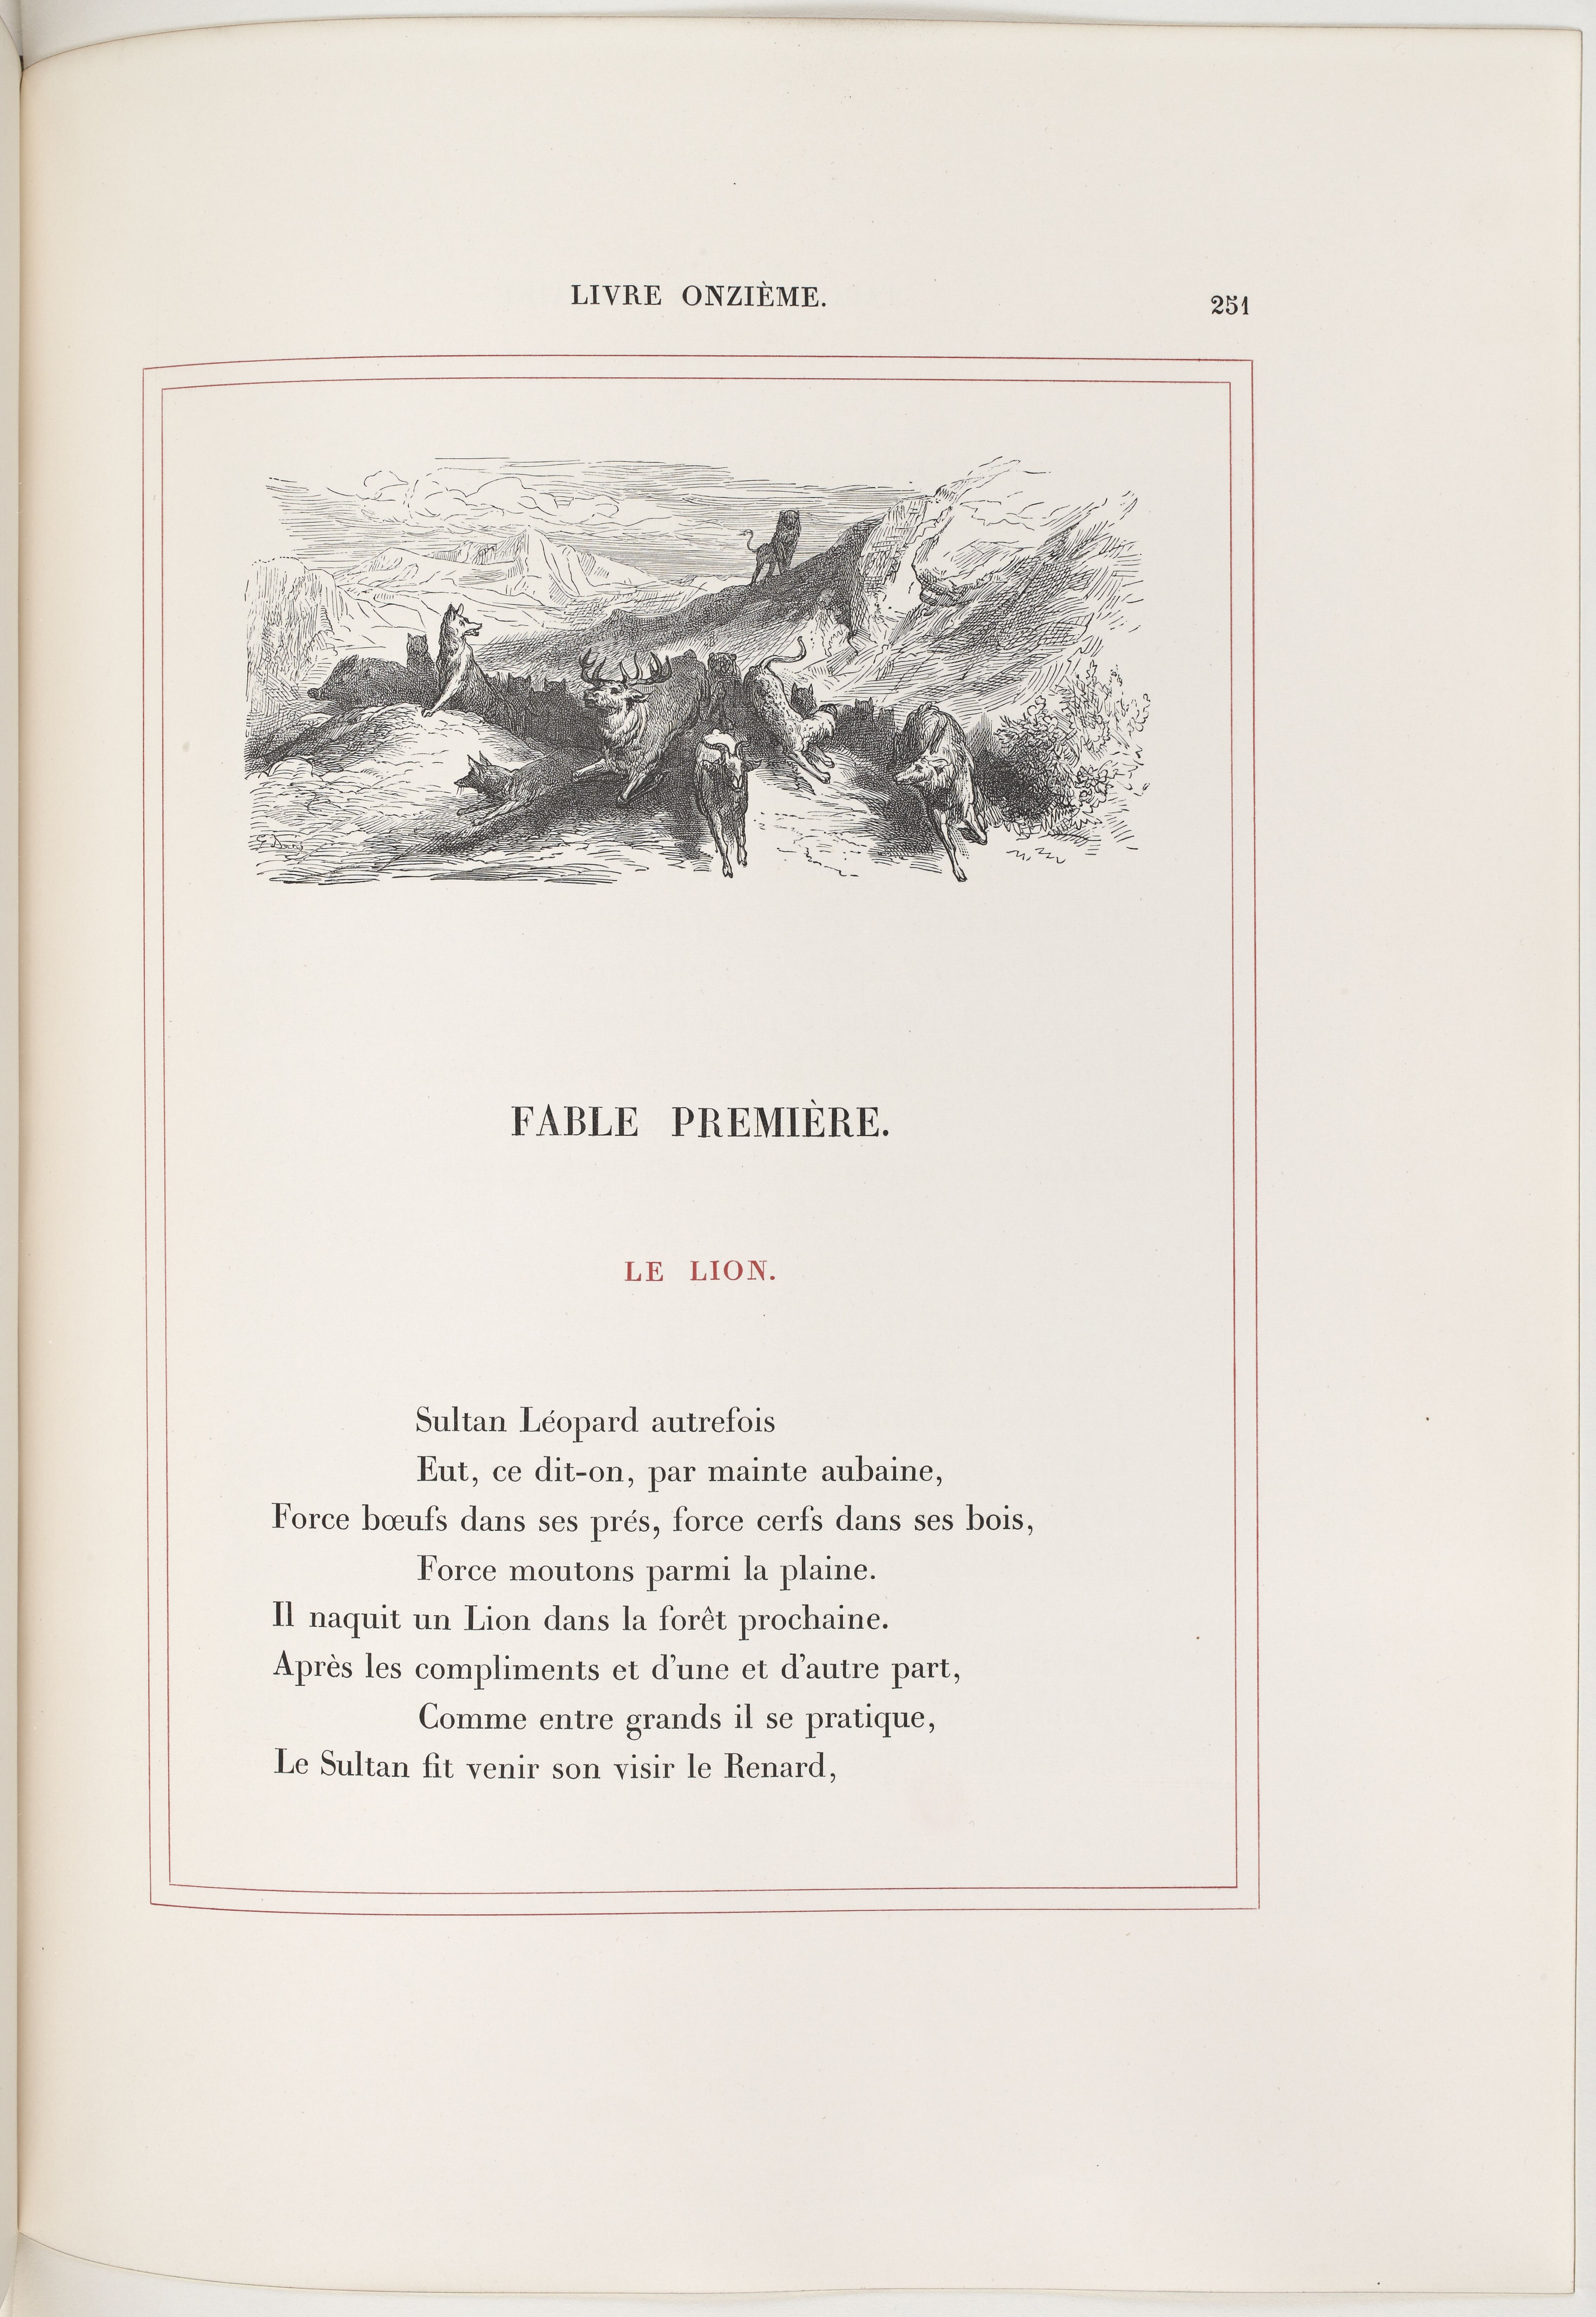 LIVRE ONZIÈME.
251
G Doré
FABLE PREMIÈRE.
LE LION.
Sultan Léopard autrefois
Eut, ce dit-on, par mainte aubaine,
Force bœufs dans ses prés, force cerfs dans ses bois,
Force moutons parmi la plaine.
Il naquit un Lion dans la forêt prochaine.
Après les compliments et d'une et d'autre part,
Comme entre grands il se pratique,
Le Sultan fit venir son visir le Renard,